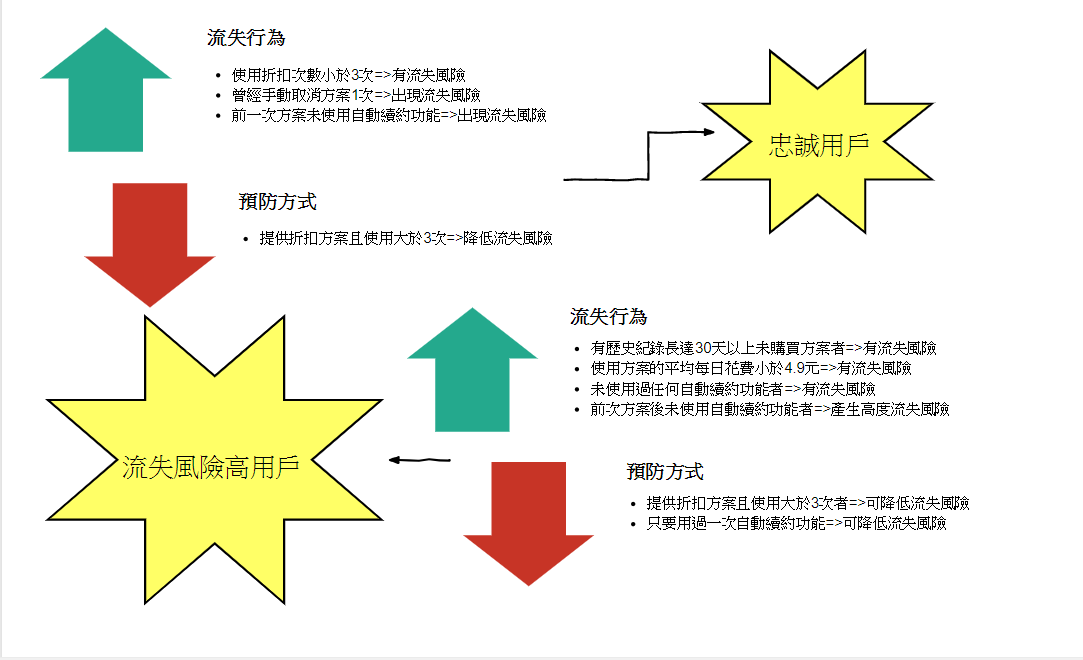 流失行為
使用折扣次數小於3次=>有流失風險
曾經手動取消方案1次=>出現流失風險
前一次方案未使用自動續約功能=>出現流失風險
忠誠用戶
預防方式
提供折扣方案且使用大於3次=>降低流失風險
流失行為
有歷史紀錄長達30天以上未購買方案者=>有流失風險
使用方案的平均每日花費小於4.9元=>有流失風險
未使用過任何自動續約功能者=>有流失風險
前次方案後未使用自動續約功能者=>產生高度流失風險
流失風險高用戶
預防方式
提供折扣方案且使用大於3次者=>可降低流失風險
只要用過一次自動續約功能=>可降低流失風險